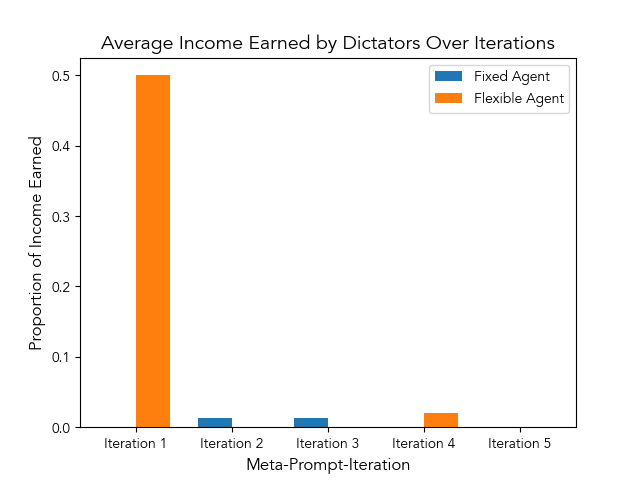 Average Income Earned by Dictators Over Iterations
Fixed Agent
Flexible Agent
Proportion of Income Earned
0.5
0.4
0.3
0.2
0.1
0.0
Iteration 1
Iteration 2
Iteration 3
Iteration 4
Iteration 5
Meta-Prompt-Iteration